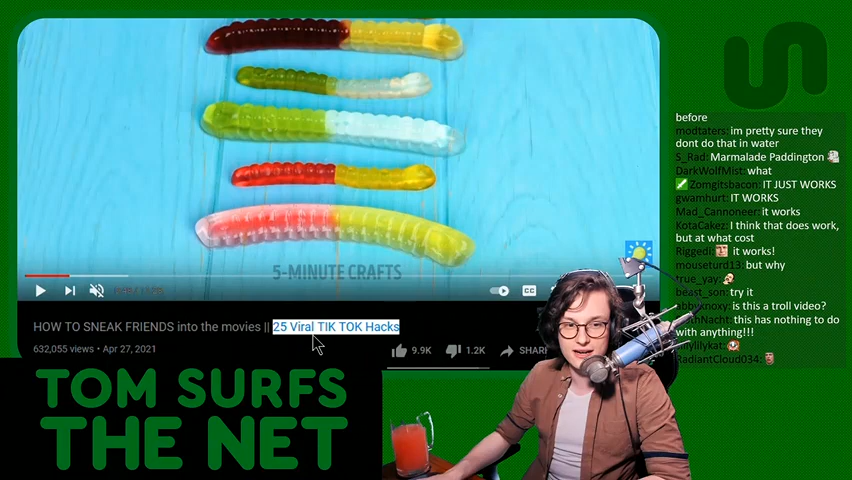 5-MINUTE CRAFTS
CC
HOW TO SNEAK FRIENDS into the movies || 25 Viral TIK TOK Hacks
632,055 views • Apr 27, 2021
9.9K
1.2K
TOM SURFS
THE NET
before
modtaters: im pretty sure they
dont do that in water
S_Rad: Marmalade Paddington
DarkWolfMist: what
Zomgitsbacon: IT JUST WORKS
gwamhurt: IT WORKS
Mad_Cannoneer: it works
KotaCakez: I think that does work,
but at what cost
Riggedi: it works!
mouseturd13: but why
true_yay:
beast_son: try it
abbyknoxy: is this a troll video?
this has nothing to do
with anything!!!
RadiantCloud034: